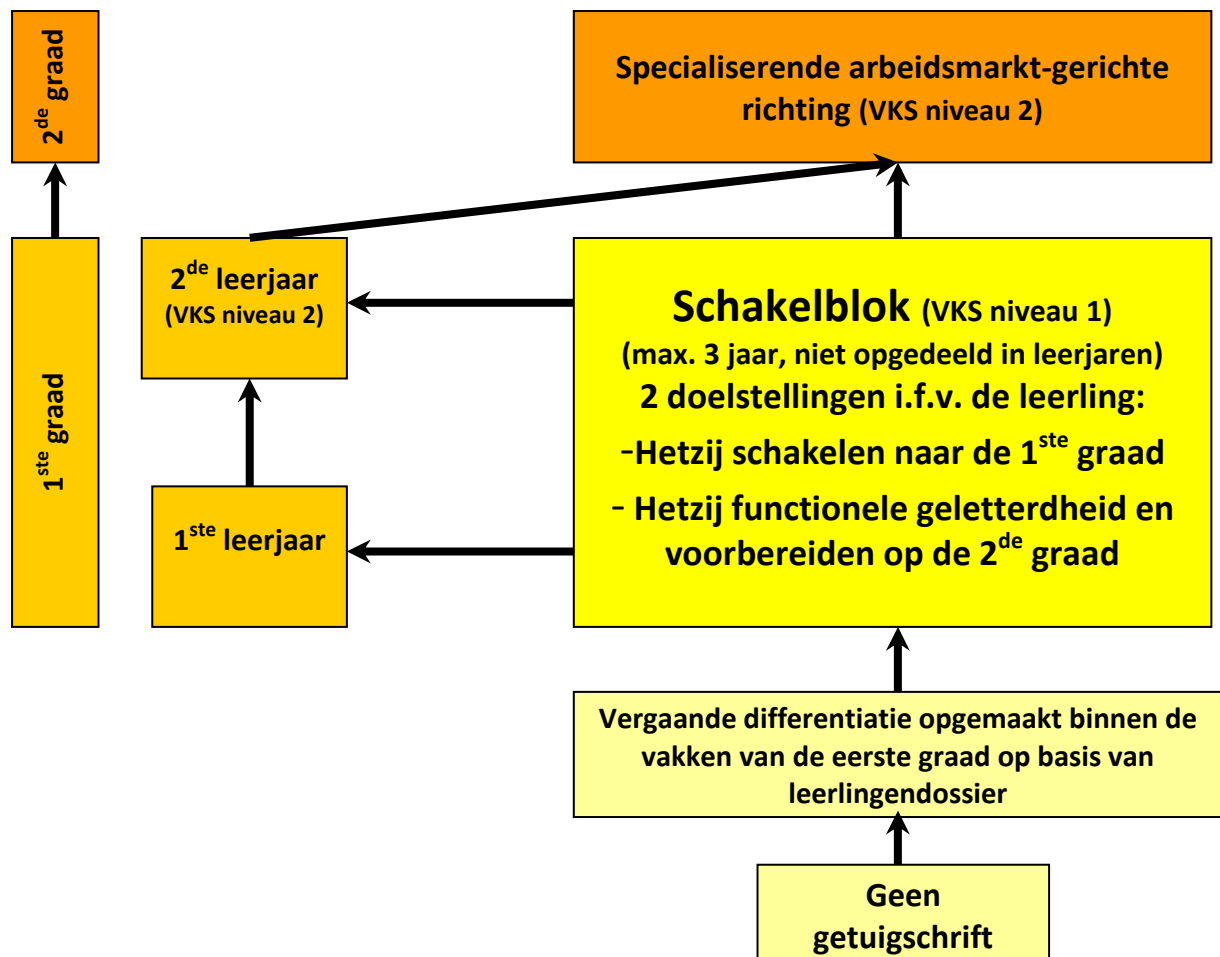 2de graad
Specialiserende arbeidsmarkt-gerichte
richting (VKS niveau 2)
1ste graad
2de leerjaar
(VKS niveau 2)
1ste leerjaar
Schakelblok (VKS niveau 1)
(max. 3 jaar, niet opgedeeld in leerjaren)
2 doelstellingen i.f.v. de leerling:
-Hetzij schakelen naar de 1ste graad
- Hetzij functionele geletterdheid en
voorbereiden op de 2de graad
Vergaande differentiatie opgemaakt binnen de
vakken van de eerste graad op basis van
leerlingendossier
Geen
getuigschrift